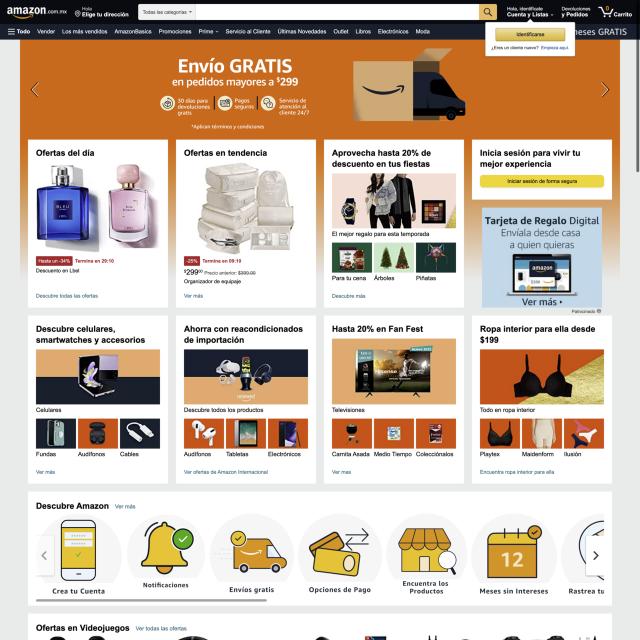 amazon.com.mx
Hola
Elige tu dirección
Todas las categorías
Hola, identifícate
Cuenta y Listas
Devoluciones
y Pedidos
0
Carrito
Todo
Vender
Los más vendidos
AmazonBasics
Promociones
Prime
Servicio al Cliente
Últimas Novedades
Outlet
Libros
Electrónicos
Moda
meses GRATIS
Identificarse
¿Eres un cliente nuevo? Empieza aquí.
Envío GRATIS
en pedidos mayores a $299
30 días para
devoluciones
gratis
Pagos
seguros
Servicio de
atención al
cliente 24/7
*Aplican términos y condiciones
Ofertas del día
BLEU
Hasta un -34%
Termina en 29:10
Descuento en Lbel
Descubre todas las ofertas
Ofertas en tendencia
-25%
Termina en 09:10
$299⁰⁰ Precio anterior: $399.00
Organizador de equipaje
Ver más
Aprovecha hasta 20% de
descuento en tus fiestas
El mejor regalo para esta temporada
Para tu cena
Árboles
Piñatas
Descubre más
Inicia sesión para vivir tu
mejor experiencia
Iniciar sesión de forma segura
Tarjeta de Regalo Digital
Envíala desde casa
a quien quieras
amazon
Ver más
Patrocinado
Descubre celulares,
smartwatches y accesorios
Celulares
Fundas
Audífonos
Cables
Ver más
Ahorra con reacondicionados
de importación
Descubre todos los productos
Audífonos
Tabletas
Electrónicos
Ver ofertas de Amazon Internacional
Hasta 20% en Fan Fest
Hisense
Televisiones
Carnita Asada
Medio Tiempo
Colecciónalos
Ver mas
Ropa interior para ella desde
$199
Todo en ropa interior
Playtex
Maidenform
Ilusión
Encuentra ropa interior para ella
Descubre Amazon
Ver más
12
Crea tu Cuenta
Notificaciones
Envíos gratis
Opciones de Pago
Encuentra los
Productos
Meses sin Intereses
Rastrea tu
Ofertas en Videojuegos
Ver todas las ofertas